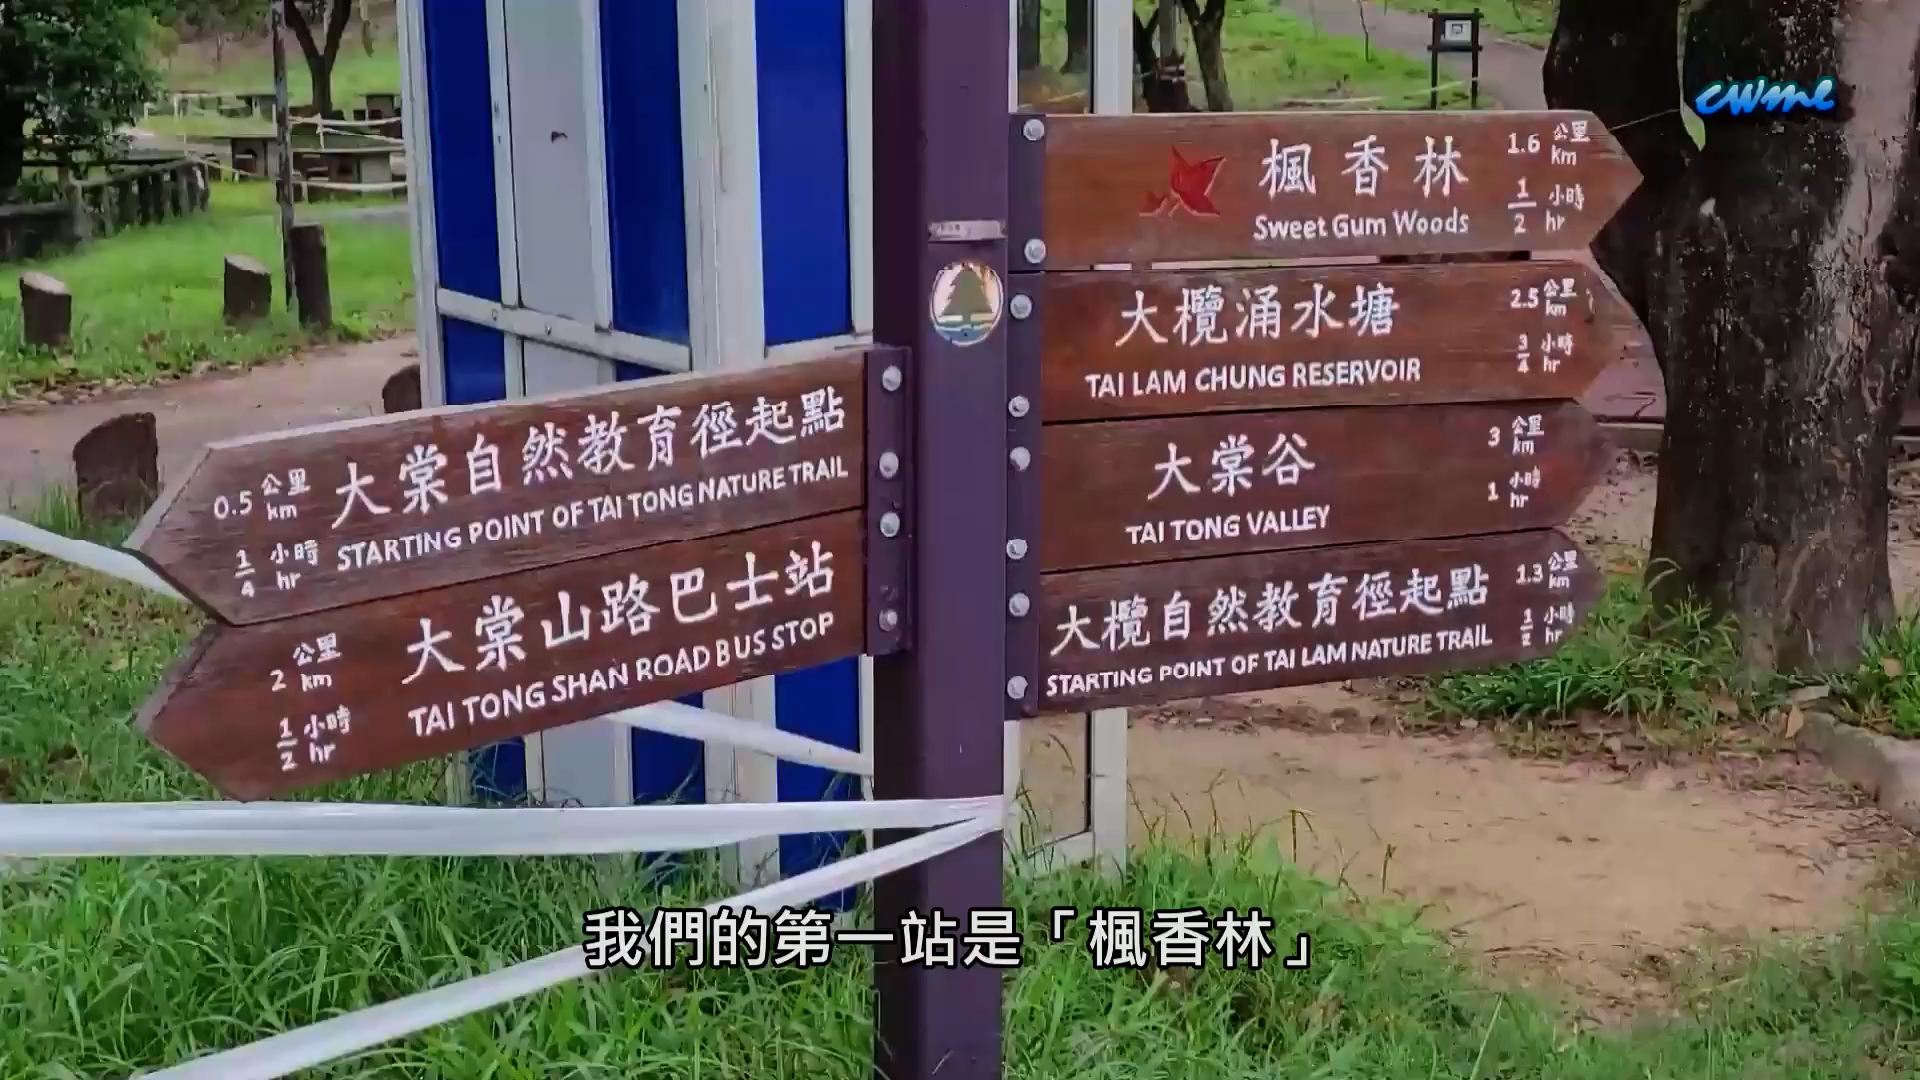 cwme
楓香林
Sweet Gum Woods
1.6 公里 km
1/2 小時 hr
大欖涌水塘
TAI LAM CHUNG RESERVOIR
2.5 公里 km
3/4 小時 hr
大棠谷
TAI TONG VALLEY
3 公里 km
1 小時 hr
大欖自然教育徑起點
STARTING POINT OF TAI LAM NATURE TRAIL
1.3 公里 km
1/2 小時 hr
0.5 公里 km
1/4 小時 hr
大棠自然教育徑起點
STARTING POINT OF TAI TONG NATURE TRAIL
2 公里 km
1/2 小時 hr
大棠山路巴士站
TAI TONG SHAN ROAD BUS STOP
我們的第一站是「楓香林」